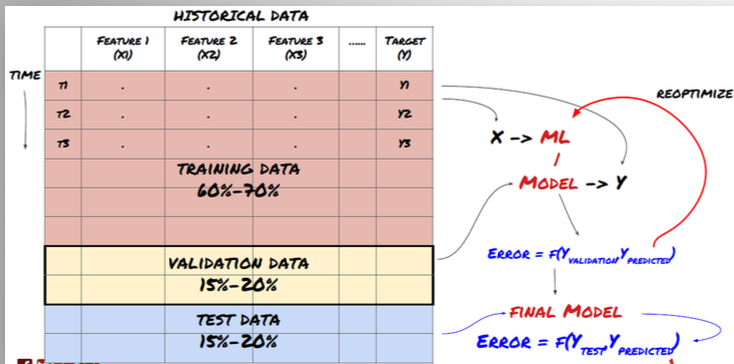 HISTORICAL DATA
FEATURE 1 (X1)
FEATURE 2 (X2)
FEATURE 3 (X3)
......
TARGET (Y)
TIME
T1 . . . Y1
T2 . . . Y2
T3 . . . Y3
TRAINING DATA
60%-70%
VALIDATION DATA
15%-20%
TEST DATA
15%-20%
REOPTIMIZE
X -> ML
MODEL -> Y
ERROR = F(Y VALIDATION,Y PREDICTED)
FINAL MODEL
ERROR = F(Y TEST,Y PREDICTED)